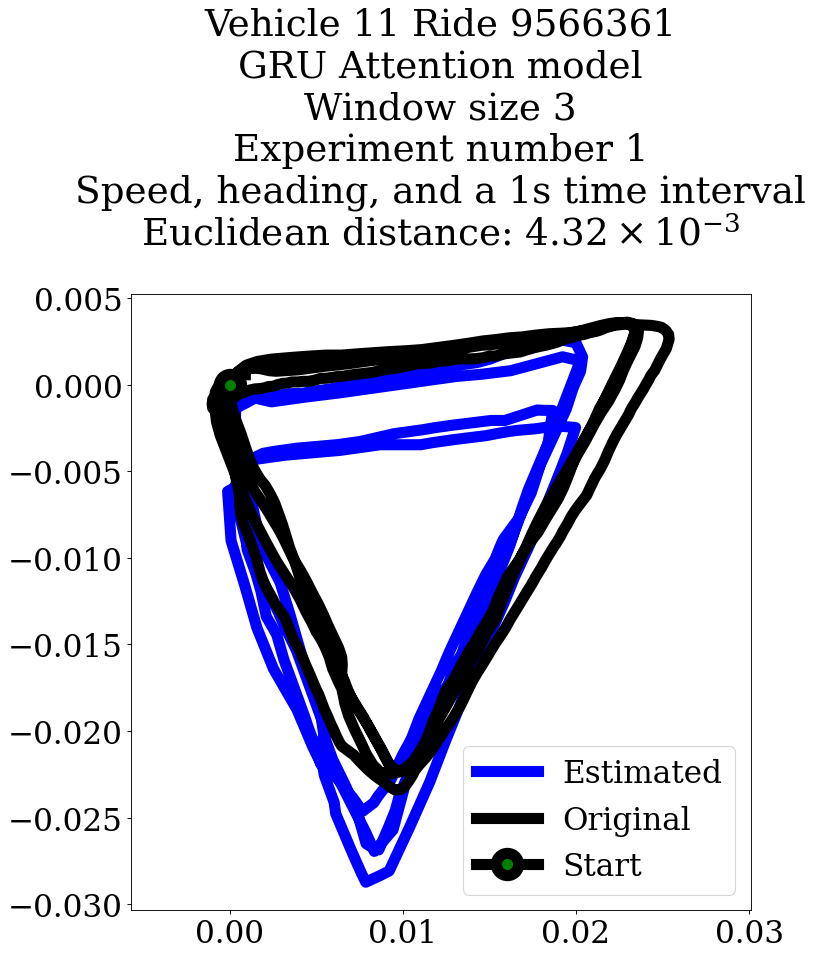 Vehicle 11 Ride 9566361
GRU Attention model
Window size 3
Experiment number 1
Speed, heading, and a 1s time interval
Euclidean distance: 4.32 × 10⁻³
0.005
0.000
−0.005
−0.010
−0.015
−0.020
−0.025
−0.030
Estimated
Original
Start
0.00 0.01 0.02 0.03